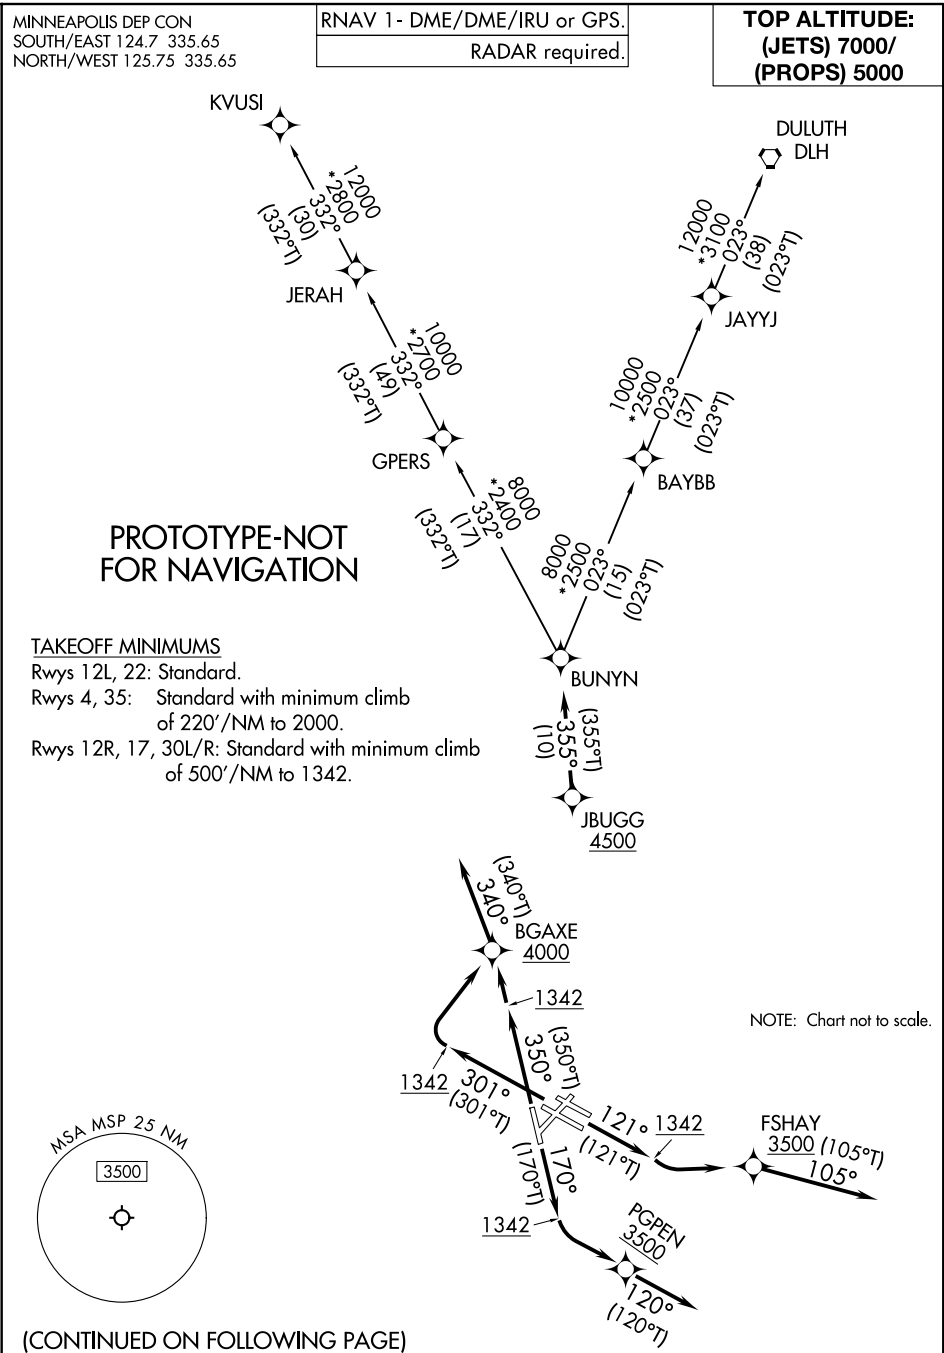 MINNEAPOLIS DEP CON
SOUTH/EAST 124.7 335.65
NORTH/WEST 125.75 335.65
RNAV 1- DME/DME/IRU or GPS.
RADAR required.
TOP ALTITUDE:
(JETS) 7000/
(PROPS) 5000
KVUSI
12000
*2800
332°
(30)
(332°T)
JERAH
10000
*2700
332°
(49)
(332°T)
GPERS
8000
*2400
332°
(17)
(332°T)
DULUTH
DLH
12000
*3100
023°
(38)
(023°T)
JAYYJ
10000
*2500
023°
(37)
(023°T)
BAYBB
8000
*2500
023°
(15)
(023°T)
BUNYN
(355°T)
355°
(10)
JBUGG
4500
PROTOTYPE-NOT
FOR NAVIGATION
TAKEOFF MINIMUMS
Rwys 12L, 22: Standard.
Rwys 4, 35: Standard with minimum climb
of 220'/NM to 2000.
Rwys 12R, 17, 30L/R: Standard with minimum climb
of 500'/NM to 1342.
(340°T)
340°
BGAXE
4000
1342
(350°T)
350°
NOTE: Chart not to scale.
1342
301°
(301°T)
121°
(121°T)
1342
FSHAY
3500 (105°T)
105°
170°
(170°T)
1342
PGPEN
3500
120°
(120°T)
MSA MSP 25 NM
3500
(CONTINUED ON FOLLOWING PAGE)